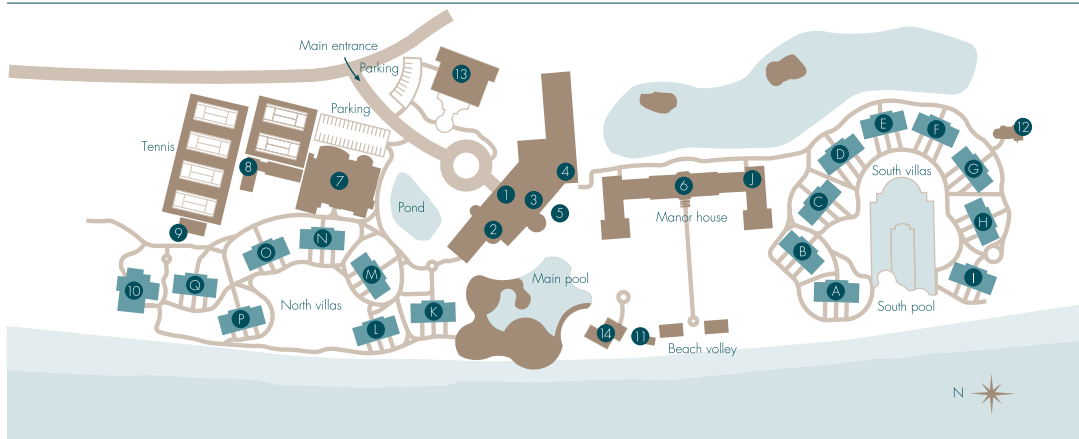 Main entrance
Parking
13
Parking
Tennis
8
7
Pond
1
2
3
4
5
6
J
Manor house
12
E
F
D
G
South villas
C
H
B
A
I
South pool
9
10
Q
O
N
M
P
North villas
L
K
Main pool
14
11
Beach volley
N